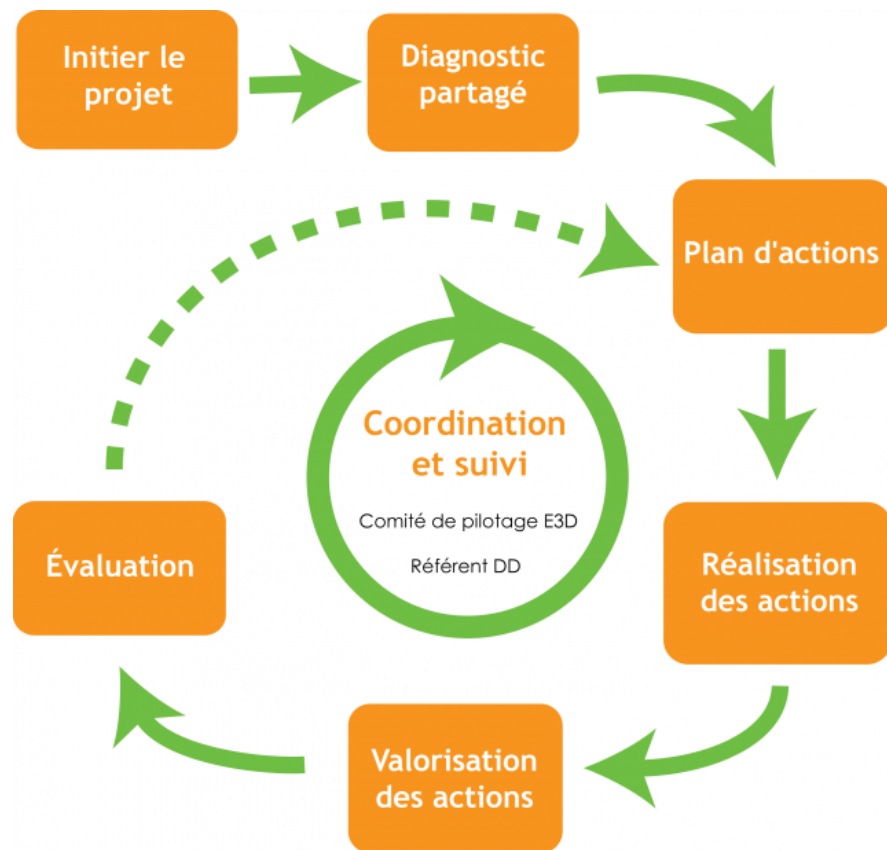 Initier le
projet
Diagnostic
partagé
Plan d'actions
Coordination
et suivi
Comité de pilotage E3D
Référent DD
Évaluation
Réalisation
des actions
Valorisation
des actions